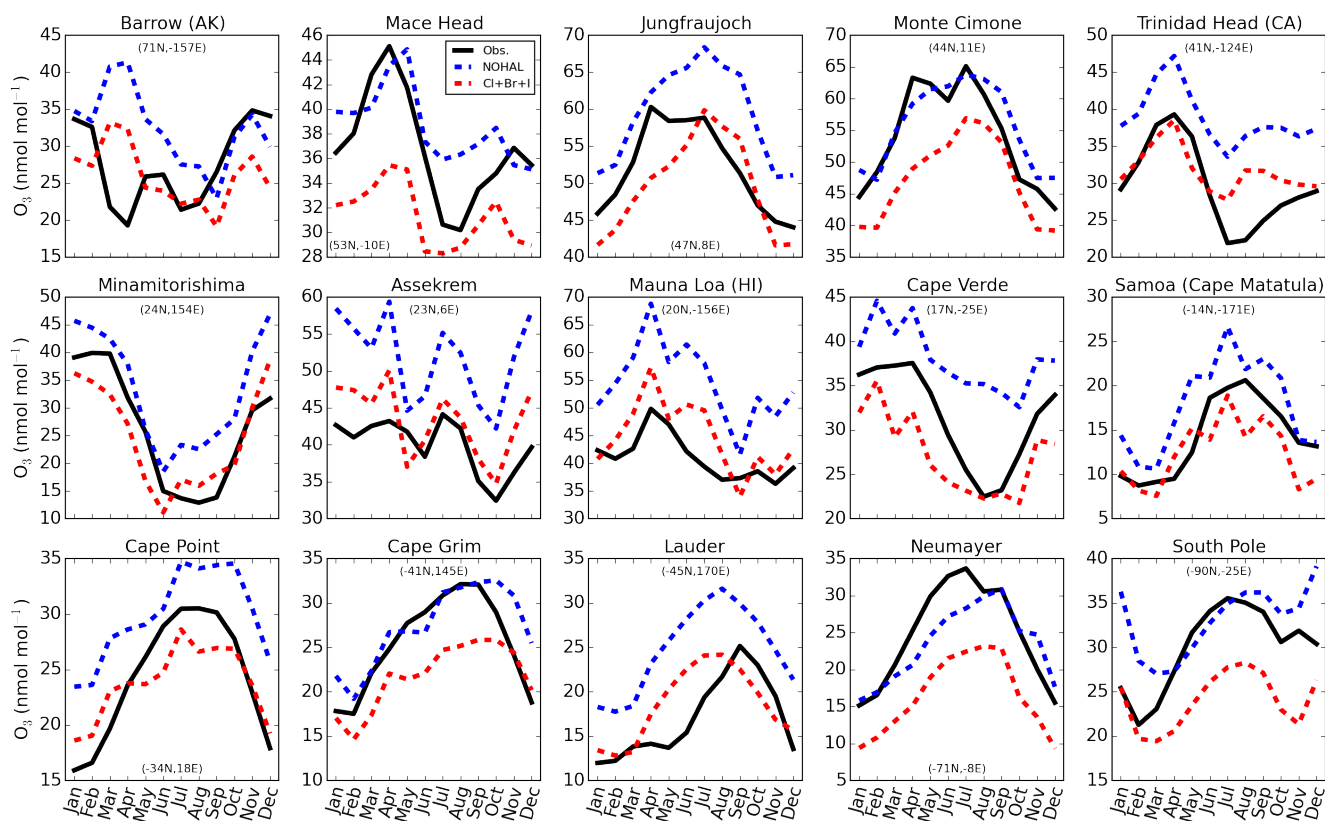 Barrow (AK)
Mace Head
Jungfraujoch
Monte Cimone
Trinidad Head (CA)
O₃ (nmol mol⁻¹)
45
40
35
30
25
20
15
(71N,-157E)
46
44
42
40
38
36
34
32
30
28
Obs.
NOHAL
Cl+Br+I
(53N,-10E)
70
65
60
55
50
45
40
(47N,8E)
70
65
60
55
50
45
40
35
(44N,11E)
50
45
40
35
30
25
20
(41N,-124E)
Minamitorishima
Assekrem
Mauna Loa (HI)
Cape Verde
Samoa (Cape Matatula)
O₃ (nmol mol⁻¹)
50
45
40
35
30
25
20
15
10
(24N,154E)
60
55
50
45
40
35
30
(23N,6E)
70
65
60
55
50
45
40
35
30
(20N,-156E)
45
40
35
30
25
20
(17N,-25E)
30
25
20
15
10
5
(-14N,-171E)
Cape Point
Cape Grim
Lauder
Neumayer
South Pole
O₃ (nmol mol⁻¹)
35
30
25
20
15
(-34N,18E)
35
30
25
20
15
10
(-41N,145E)
35
30
25
20
15
10
(-45N,170E)
35
30
25
20
15
10
5
(-71N,-8E)
40
35
30
25
20
15
(-90N,-25E)
Jan Feb Mar Apr May Jun Jul Aug Sep Oct Nov Dec
Jan Feb Mar Apr May Jun Jul Aug Sep Oct Nov Dec
Jan Feb Mar Apr May Jun Jul Aug Sep Oct Nov Dec
Jan Feb Mar Apr May Jun Jul Aug Sep Oct Nov Dec
Jan Feb Mar Apr May Jun Jul Aug Sep Oct Nov Dec